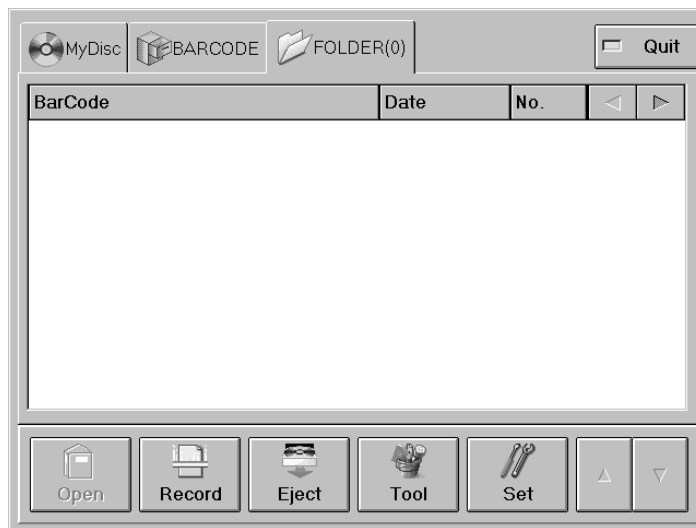 MyDisc BARCODE FOLDER(0) Quit
BarCode Date No.
Open Record Eject Tool Set